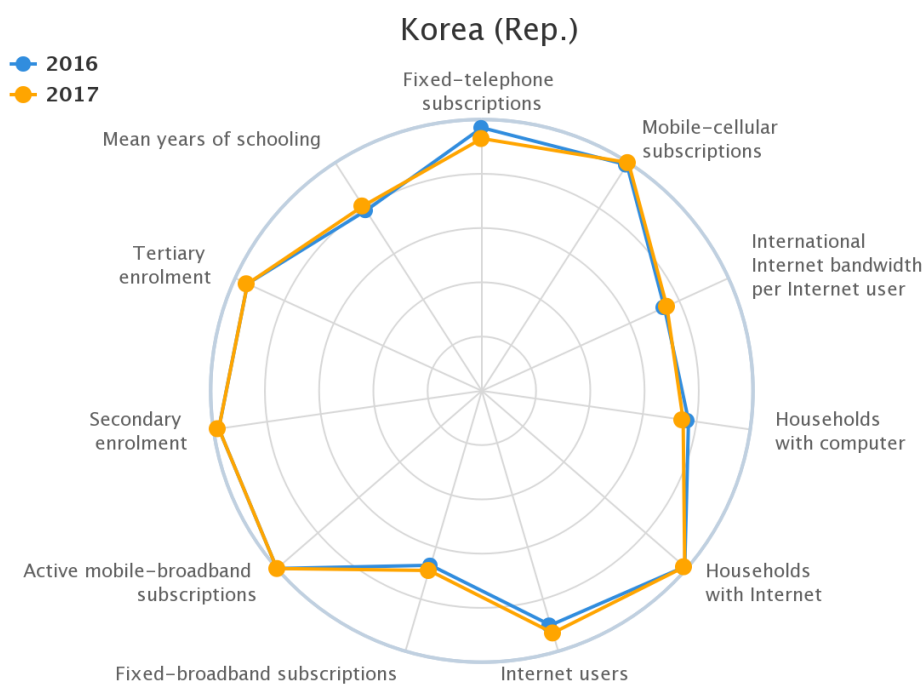 Korea (Rep.)
2016
2017
Fixed-telephone
subscriptions
Mobile-cellular
subscriptions
International
Internet bandwidth
per Internet user
Households
with computer
Households
with Internet
Internet users
Fixed-broadband subscriptions
Active mobile-broadband
subscriptions
Secondary
enrolment
Tertiary
enrolment
Mean years of schooling